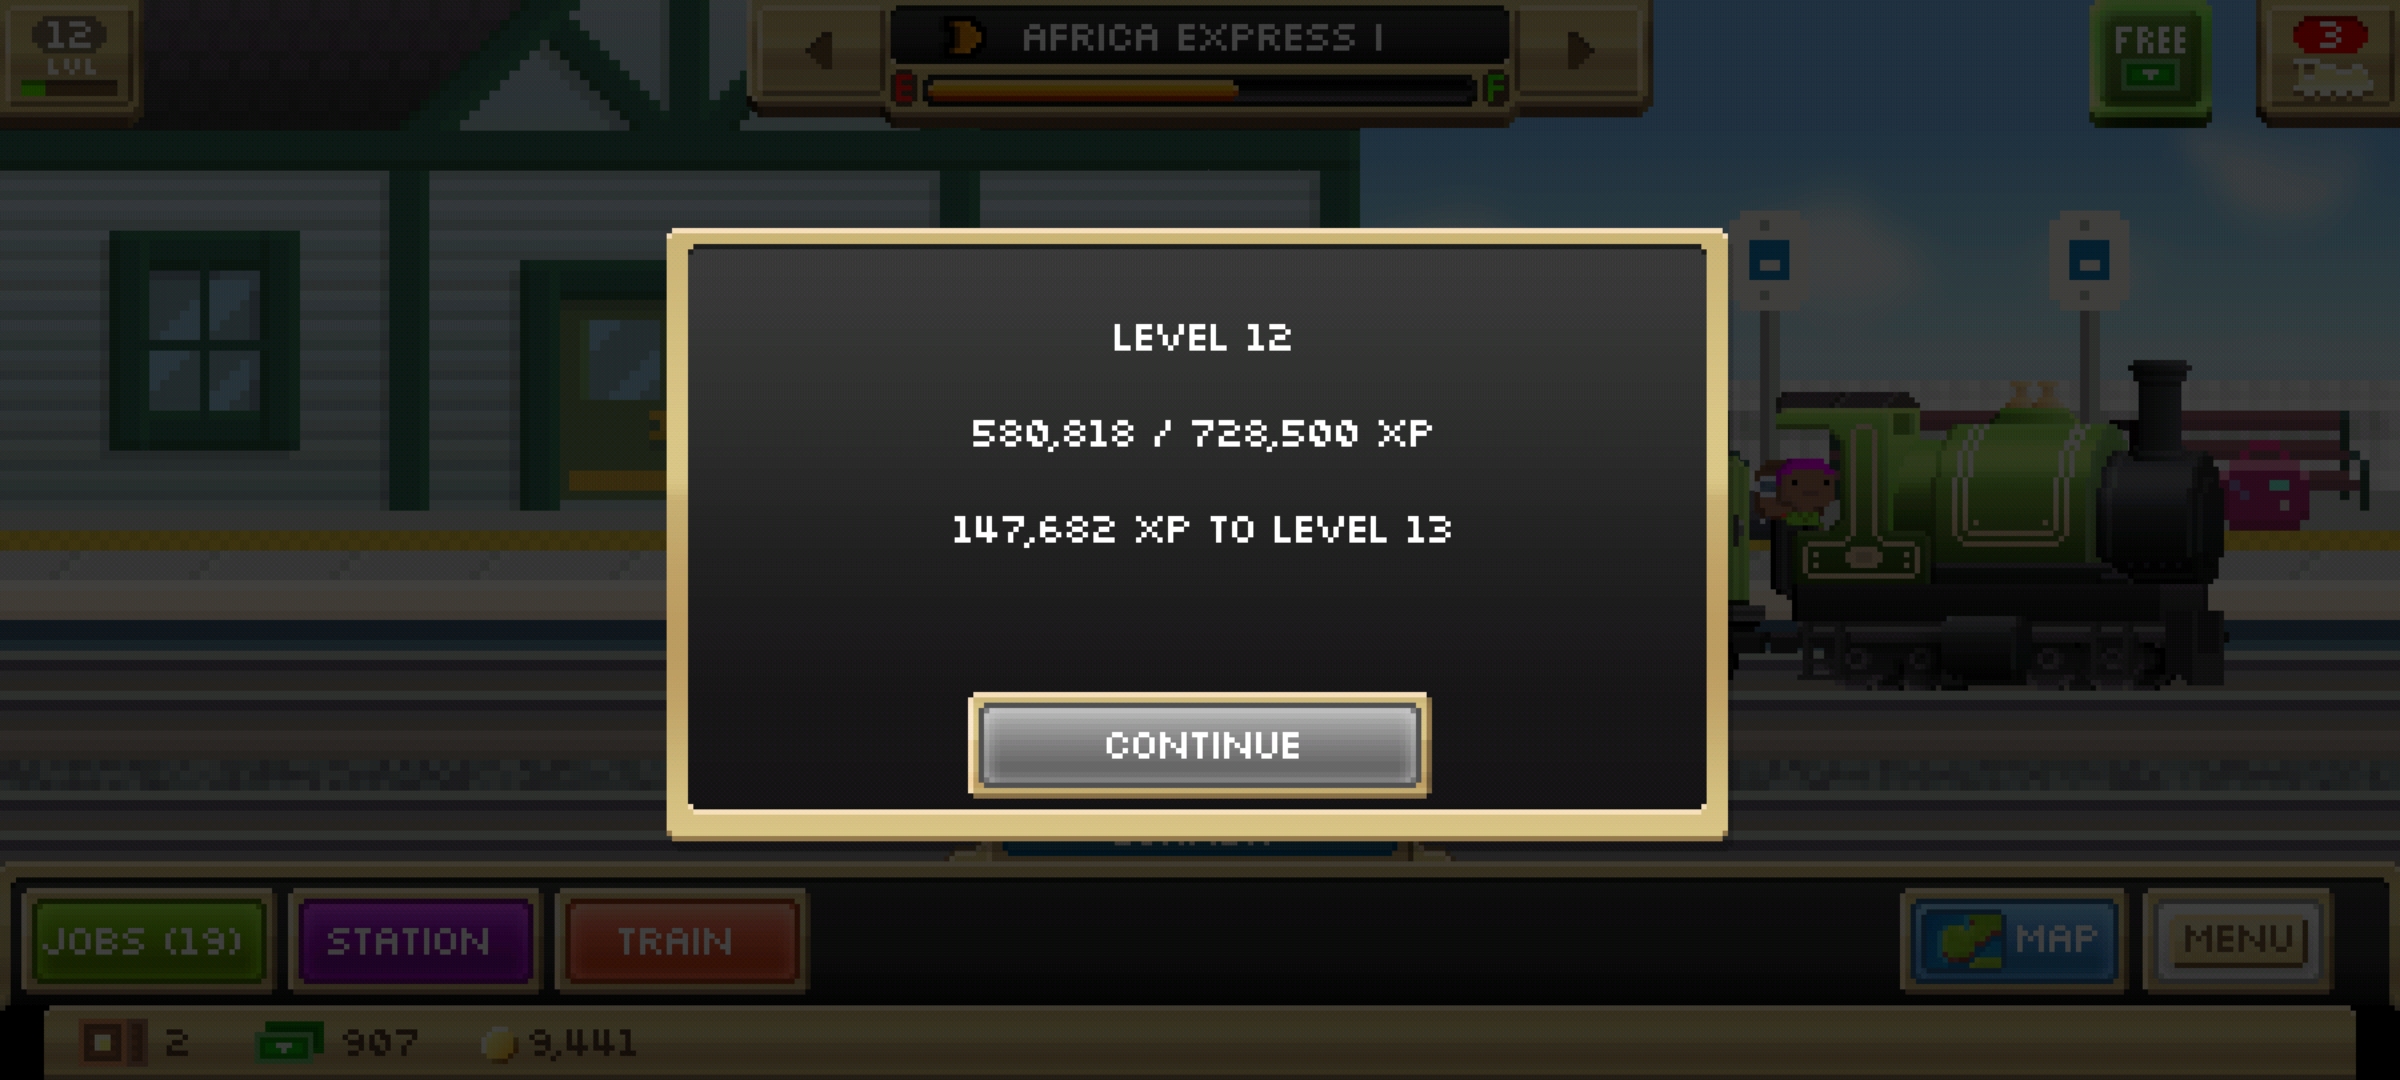 12
LVL
AFRICA EXPRESS I
E
F
FREE
3
LEVEL 12
580,818 / 728,500 XP
147,682 XP TO LEVEL 13
CONTINUE
JOBS (19)
STATION
TRAIN
MAP
MENU
2
907
9,441